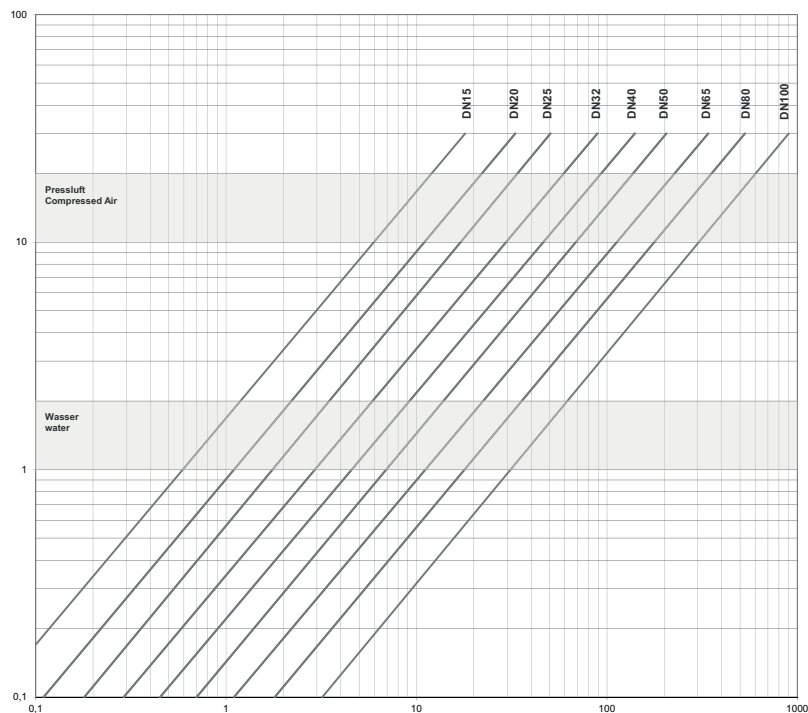 100
DN15 DN20 DN25 DN32 DN40 DN50 DN65 DN80 DN100
Pressluft
Compressed Air
10
Wasser
water
1
0,1
0,1 1 10 100 1000